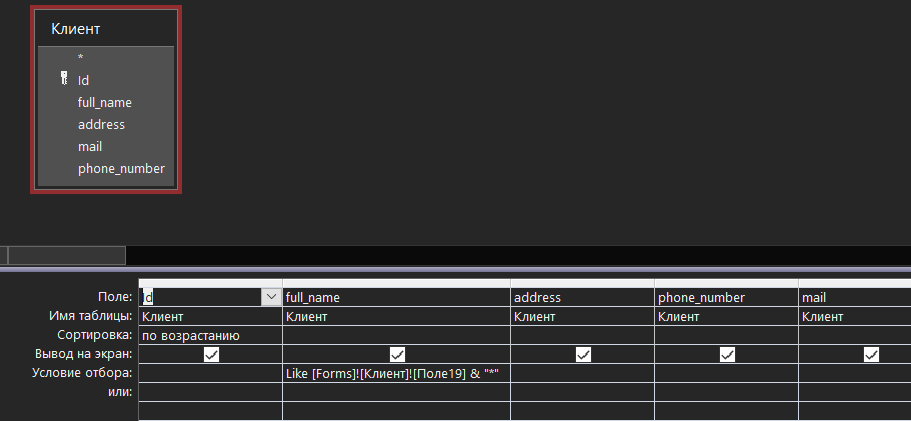 Клиент
*
Id
full_name
address
mail
phone_number
Поле: Id full_name address phone_number mail
Имя таблицы: Клиент Клиент Клиент Клиент Клиент
Сортировка: по возрастанию
Вывод на экран:
Условие отбора: Like [Forms]![Клиент]![Поле19] & "*"
или: